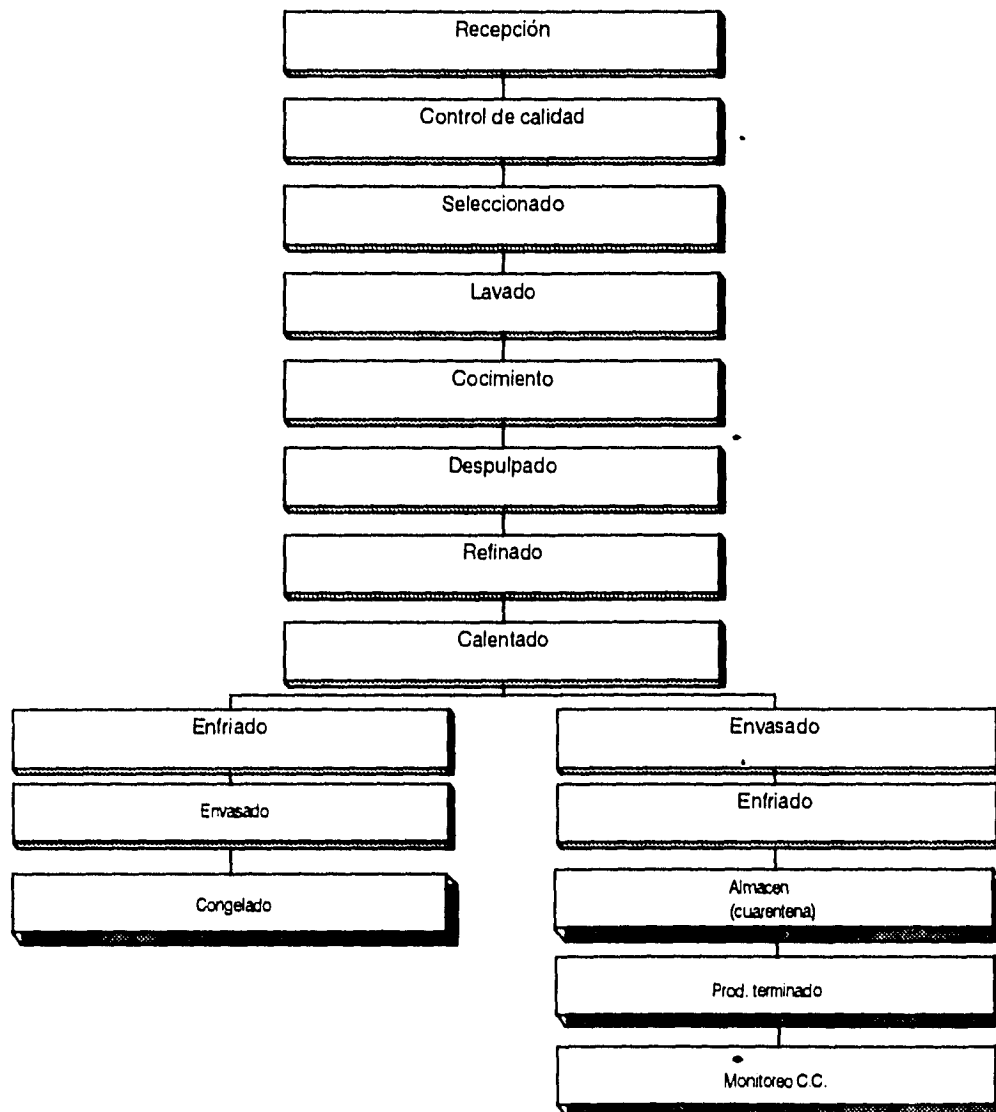 Recepción
Control de calidad
Seleccionado
Lavado
Cocimiento
Despulpado
Refinado
Calentado
Enfriado
Envasado
Congelado
Envasado
Enfriado
Almacen
(cuarentena)
Prod. terminado
Monitoreo C.C.